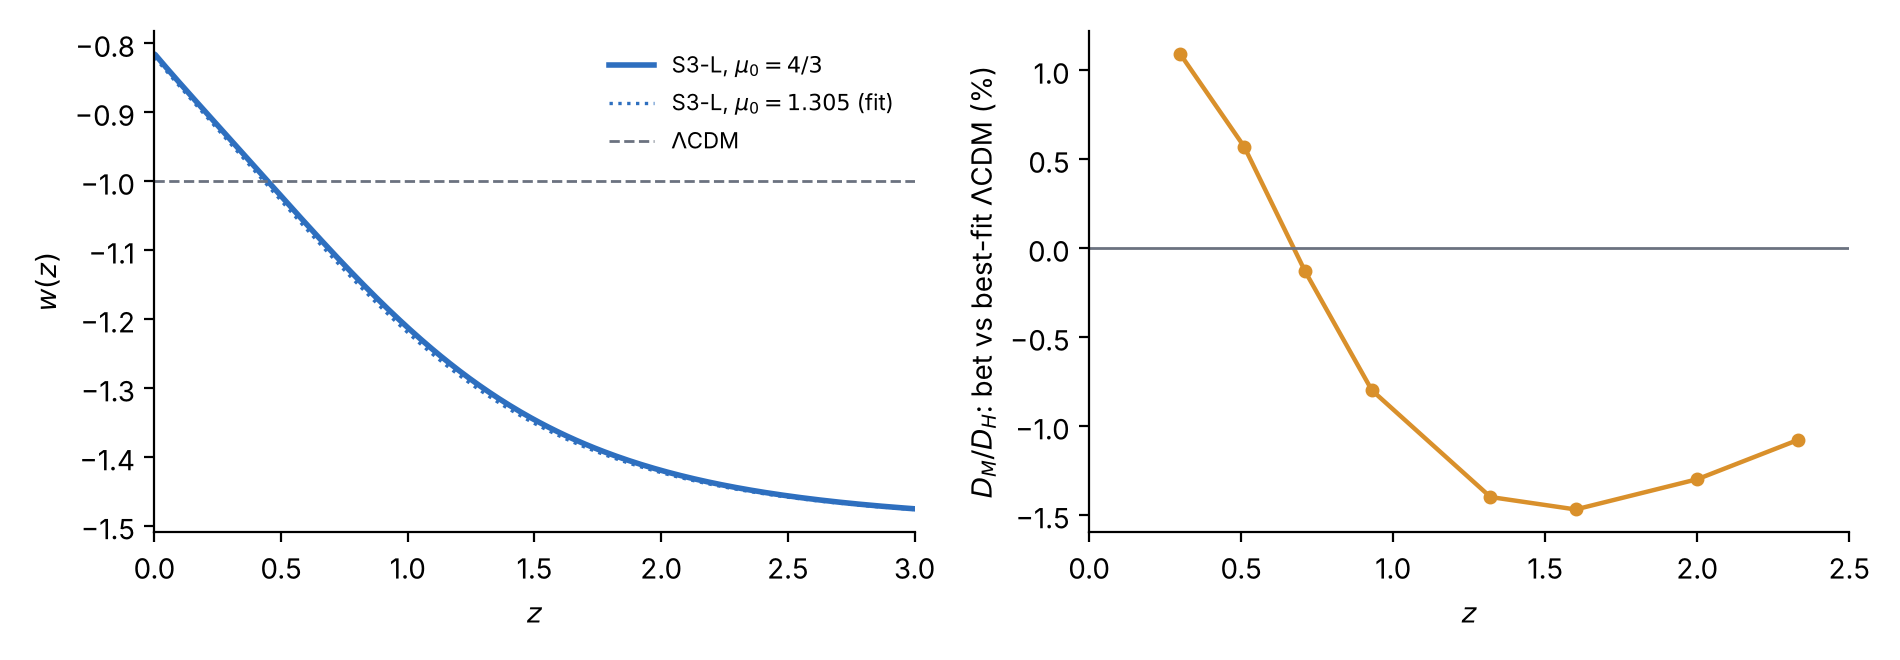 −0.8
−0.9
−1.0
−1.1
−1.2
−1.3
−1.4
−1.5
w(z)
0.0 0.5 1.0 1.5 2.0 2.5 3.0
z
S3-L, μ₀ = 4/3
S3-L, μ₀ = 1.305 (fit)
ΛCDM
1.0
0.5
0.0
−0.5
−1.0
−1.5
D_M/D_H: bet vs best-fit ΛCDM (%)
0.0 0.5 1.0 1.5 2.0 2.5
z